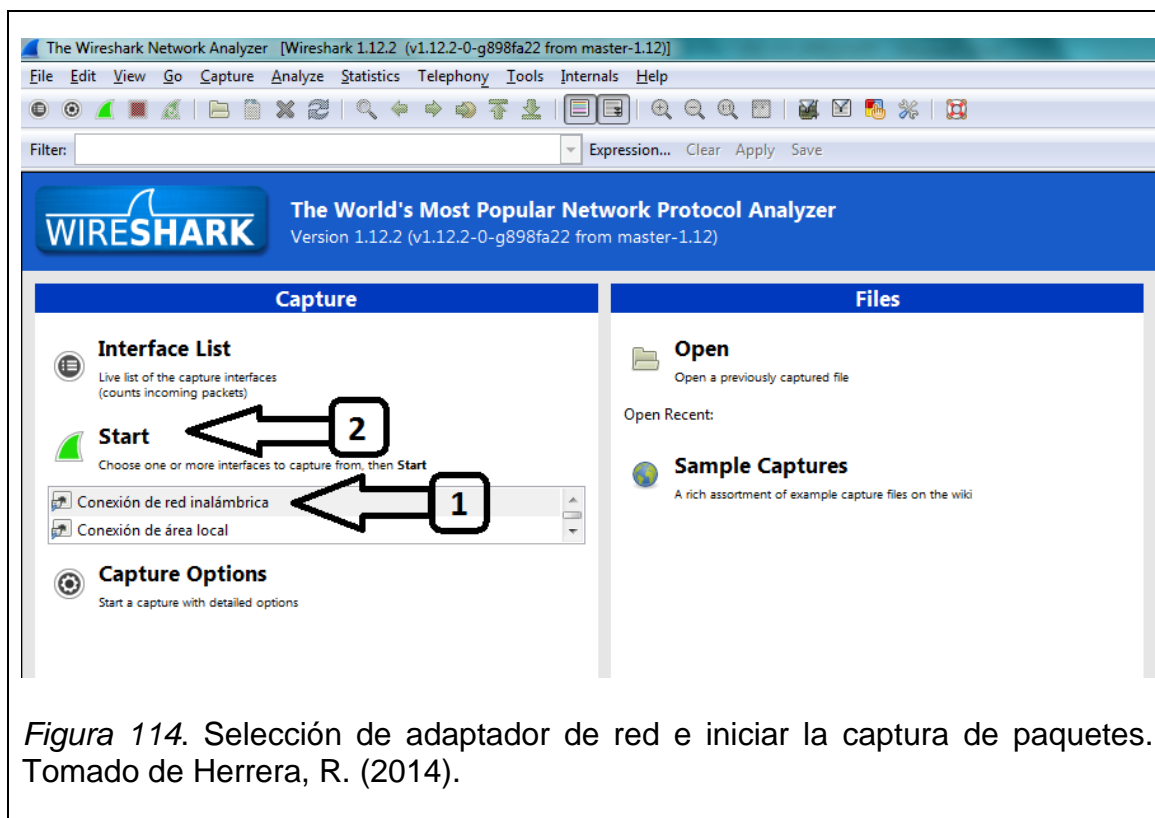 The Wireshark Network Analyzer [Wireshark 1.12.2 (v1.12.2-0-g898fa22 from master-1.12)]
File Edit View Go Capture Analyze Statistics Telephony Tools Internals Help
Filter: Expression... Clear Apply Save
WIRESHARK
The World's Most Popular Network Protocol Analyzer
Version 1.12.2 (v1.12.2-0-g898fa22 from master-1.12)
Capture
Interface List
Live list of the capture interfaces
(counts incoming packets)
Start
2
Choose one or more interfaces to capture from, then Start
Conexión de red inalámbrica
1
Conexión de área local
Capture Options
Start a capture with detailed options
Files
Open
Open a previously captured file
Open Recent:
Sample Captures
A rich assortment of example capture files on the wiki
Figura 114. Selección de adaptador de red e iniciar la captura de paquetes.
Tomado de Herrera, R. (2014).